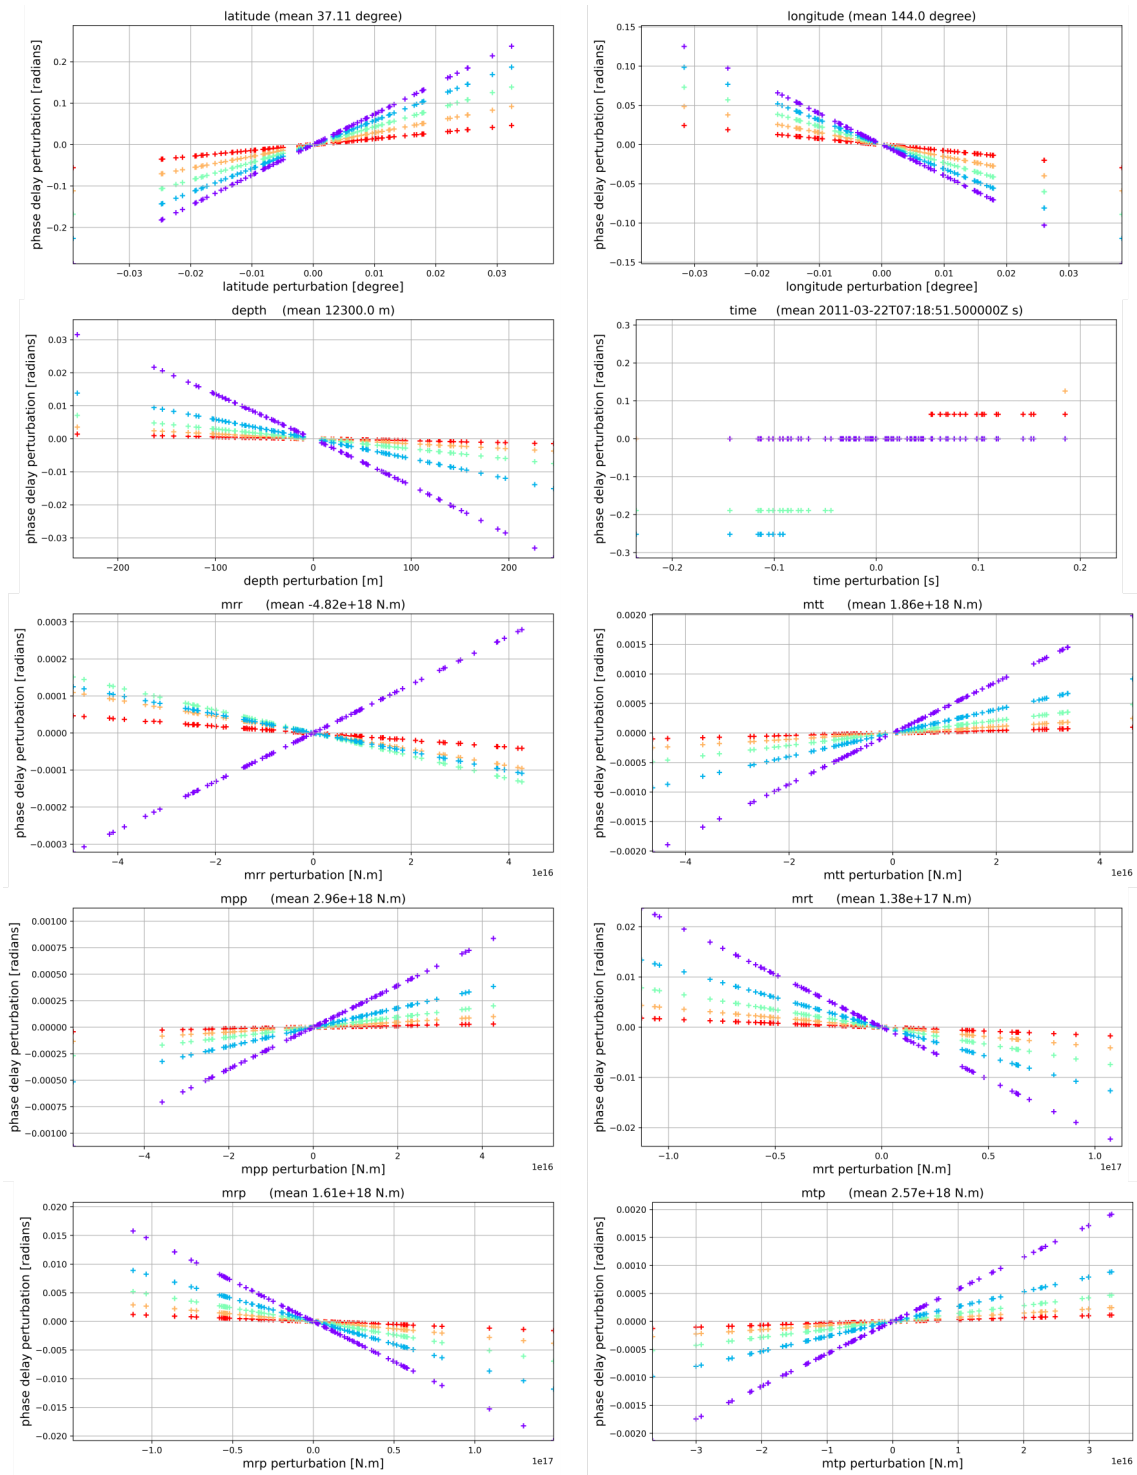 latitude (mean 37.11 degree)
phase delay perturbation [radians]
0.2
0.1
0.0
−0.1
−0.2
−0.03 −0.02 −0.01 0.00 0.01 0.02 0.03
latitude perturbation [degree]
longitude (mean 144.0 degree)
phase delay perturbation [radians]
0.15
0.10
0.05
0.00
−0.05
−0.10
−0.15
−0.03 −0.02 −0.01 0.00 0.01 0.02 0.03
longitude perturbation [degree]
depth (mean 12300.0 m)
phase delay perturbation [radians]
0.03
0.02
0.01
0.00
−0.01
−0.02
−0.03
−200 −100 0 100 200
depth perturbation [m]
time (mean 2011-03-22T07:18:51.500000Z s)
phase delay perturbation [radians]
0.3
0.2
0.1
0.0
−0.1
−0.2
−0.3
−0.2 −0.1 0.0 0.1 0.2
time perturbation [s]
mrr (mean -4.82e+18 N.m)
phase delay perturbation [radians]
0.0003
0.0002
0.0001
0.0000
−0.0001
−0.0002
−0.0003
−4 −2 0 2 4
1e16
mrr perturbation [N.m]
mtt (mean 1.86e+18 N.m)
phase delay perturbation [radians]
0.0020
0.0015
0.0010
0.0005
0.0000
−0.0005
−0.0010
−0.0015
−0.0020
−4 −2 0 2 4
1e16
mtt perturbation [N.m]
mpp (mean 2.96e+18 N.m)
phase delay perturbation [radians]
0.00100
0.00075
0.00050
0.00025
0.00000
−0.00025
−0.00050
−0.00075
−0.00100
−4 −2 0 2 4
1e16
mpp perturbation [N.m]
mrt (mean 1.38e+17 N.m)
phase delay perturbation [radians]
0.02
0.01
0.00
−0.01
−0.02
−1.0 −0.5 0.0 0.5 1.0
1e17
mrt perturbation [N.m]
mrp (mean 1.61e+18 N.m)
phase delay perturbation [radians]
0.020
0.015
0.010
0.005
0.000
−0.005
−0.010
−0.015
−0.020
−1.0 −0.5 0.0 0.5 1.0
1e17
mrp perturbation [N.m]
mtp (mean 2.57e+18 N.m)
phase delay perturbation [radians]
0.0020
0.0015
0.0010
0.0005
0.0000
−0.0005
−0.0010
−0.0015
−0.0020
−3 −2 −1 0 1 2 3
1e16
mtp perturbation [N.m]